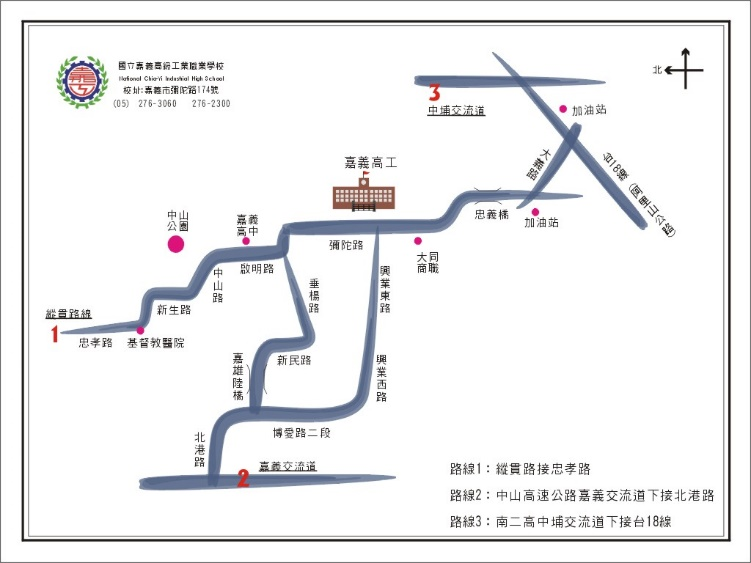 國立嘉義高級工業職業學校
National Chia-Yi Industrial High School
校址:嘉義市彌陀路174號
(05) 276-3060 276-2300
北
3
中埔交流道
加油站
大義路
台18線 (阿里山公路)
嘉義高工
忠義橋
加油站
中山
公園
嘉義
高中
彌陀路
大同
商職
啟明路
中山路
垂楊路
興業東路
新生路
縱貫路線
1
忠孝路
基督教醫院
嘉雄陸橋
新民路
興業西路
北港路
博愛路二段
嘉義交流道
2
路線1：縱貫路接忠孝路
路線2：中山高速公路嘉義交流道下接北港路
路線3：南二高中埔交流道下接台18線